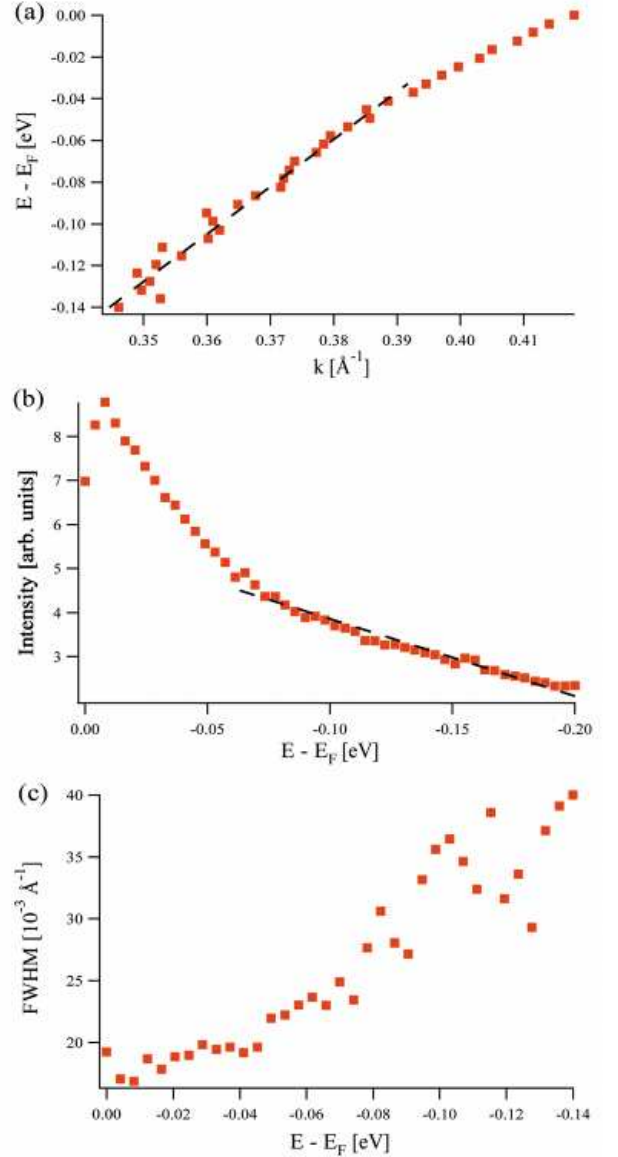 (a)
0.00
-0.02
-0.04
-0.06
-0.08
-0.10
-0.12
-0.14
E - E_F [eV]
0.35 0.36 0.37 0.38 0.39 0.40 0.41
k [Å⁻¹]
(b)
8
7
6
5
4
3
Intensity [arb. units]
0.00 -0.05 -0.10 -0.15 -0.20
E - E_F [eV]
(c)
40
35
30
25
20
FWHM [10⁻³ Å⁻¹]
0.00 -0.02 -0.04 -0.06 -0.08 -0.10 -0.12 -0.14
E - E_F [eV]